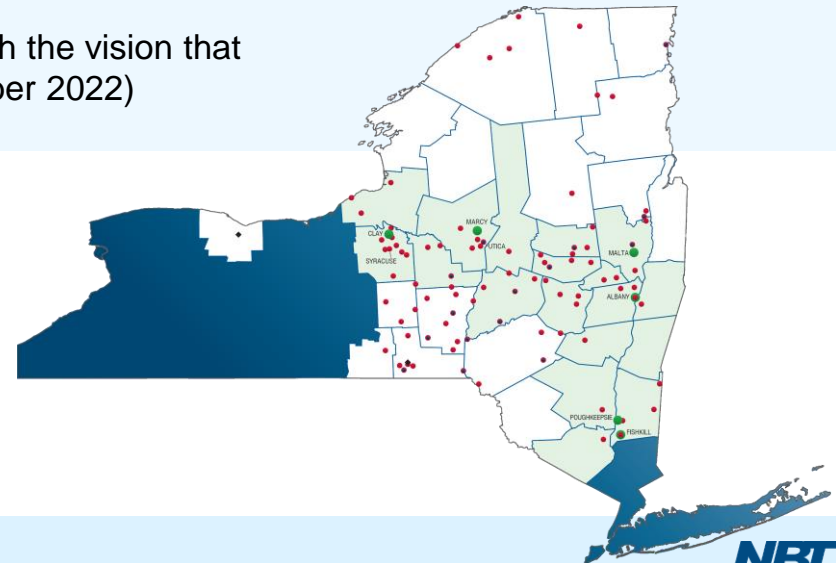 h the vision that
per 2022)
MARCY
CLAY
UTICA
SYRACUSE
MALTA
ALBANY
POUGHKEEPSIE
FISHKILL
NBT